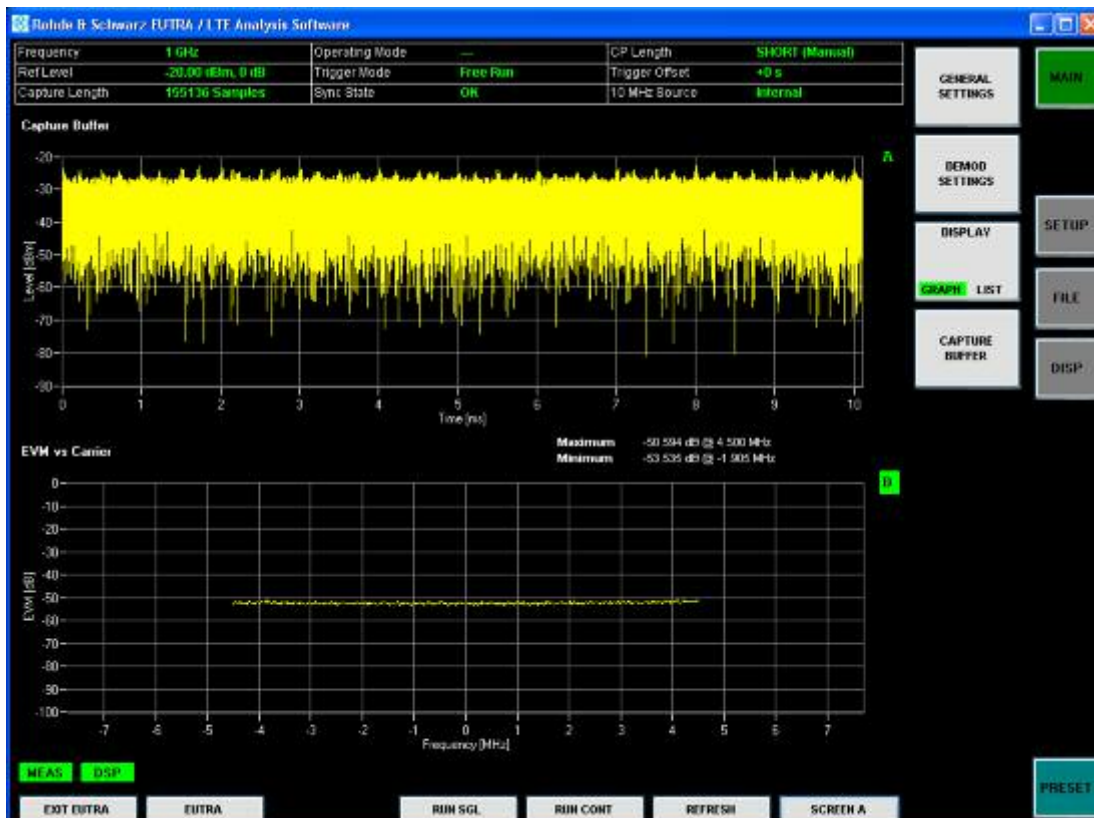 Rohde & Schwarz EUTRA / LTE Analysis Software
Frequency 1 GHz Operating Mode --- CP Length SHORT (Manual)
Ref Level -20.00 dBm, 0 dB Trigger Mode Free Run Trigger Offset +0 s
Capture Length 155136 Samples Sync State OK 10 MHz Source Internal
GENERAL
SETTINGS
MAIN
Capture Buffer
A
-20
-30
-40
-50
-60
-70
-80
-90
Level [dBm]
0 1 2 3 4 5 6 7 8 9 10
Time [ms]
DEMOD
SETTINGS
DISPLAY
GRAPH LIST
CAPTURE
BUFFER
SETUP
FILE
DISP
EVM vs Carrier
Maximum -50.594 dB @ 4.500 MHz
Minimum -53.535 dB @ -1.905 MHz
B
0
-10
-20
-30
-40
-50
-60
-70
-80
-90
-100
EVM [dB]
-7 -6 -5 -4 -3 -2 -1 0 1 2 3 4 5 6 7
Frequency [MHz]
MEAS DSP
EXIT EUTRA EUTRA RUN SGL RUN CONT REFRESH SCREEN A
PRESET